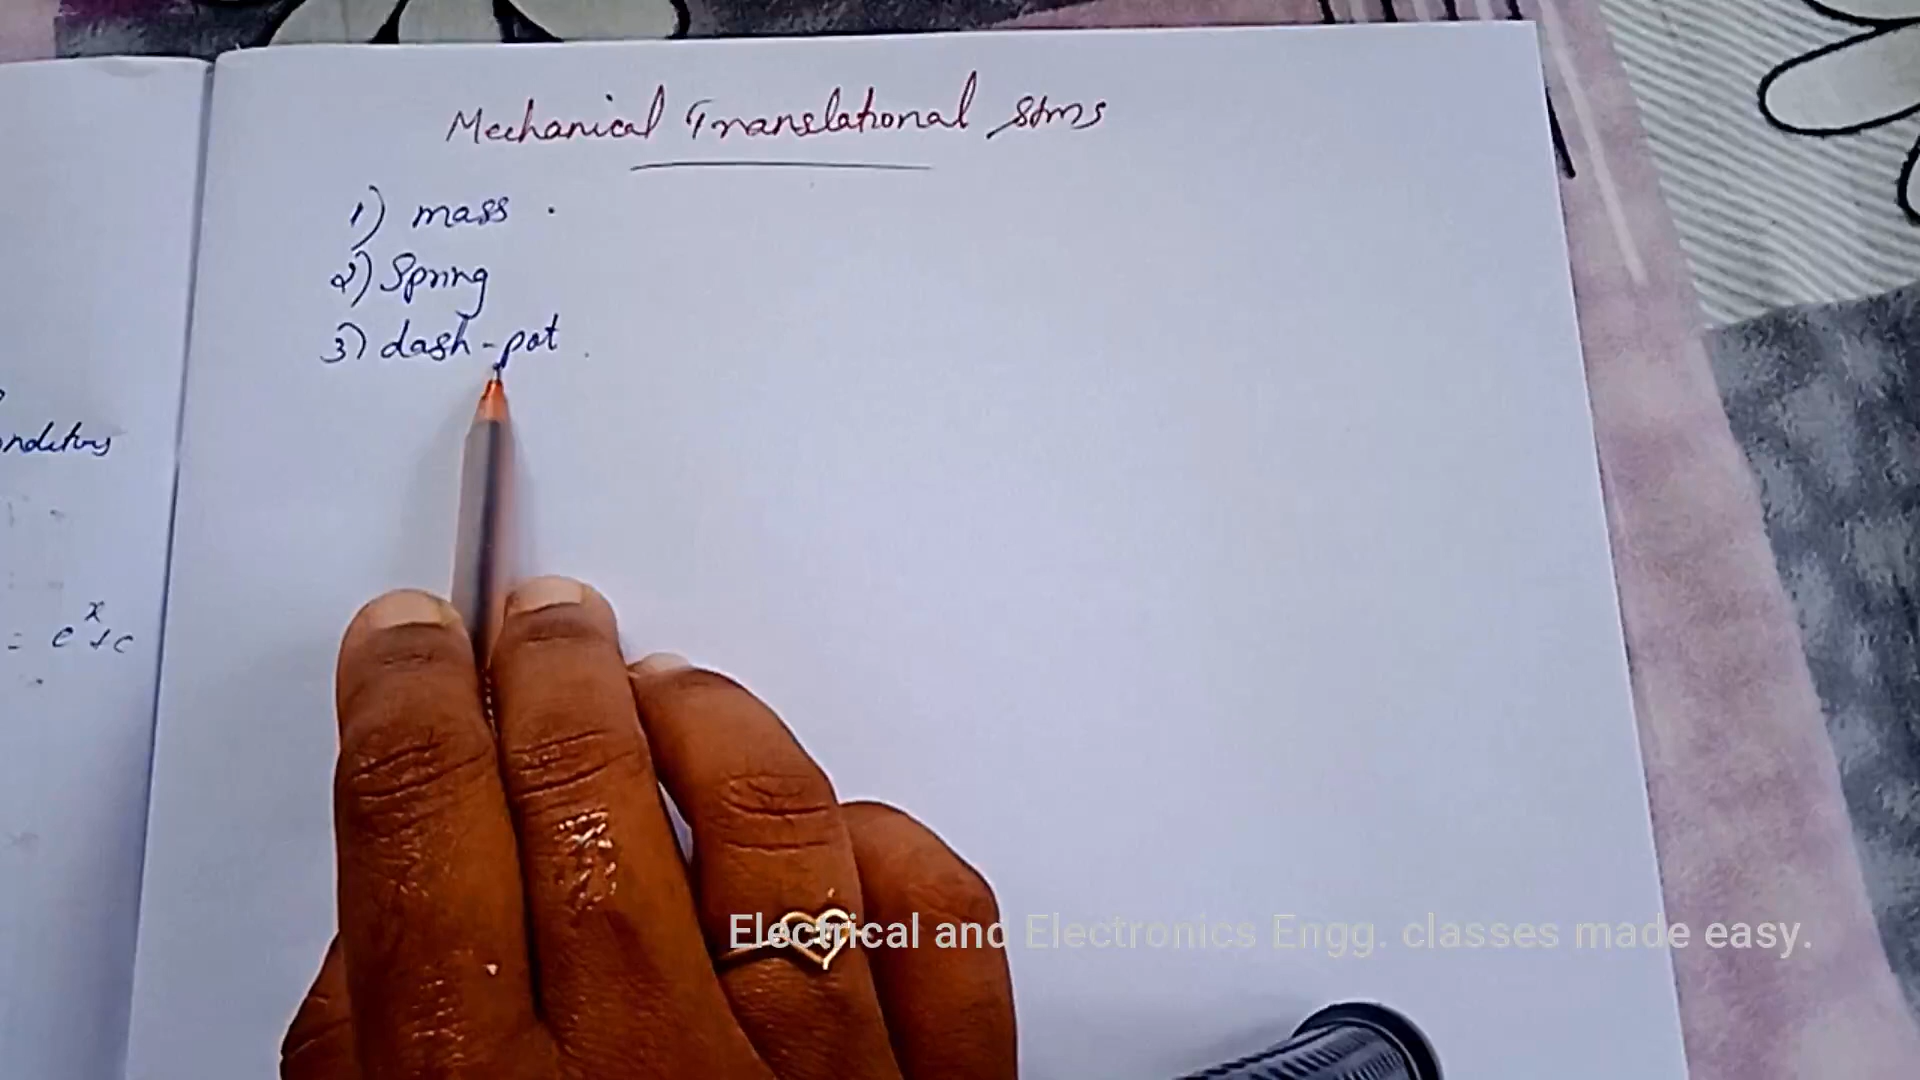 Mechanical Translational Stms
1) mass
2) Spring
3) dash-pot
= e^x + c
Electrical and Electronics Engg. classes made easy.